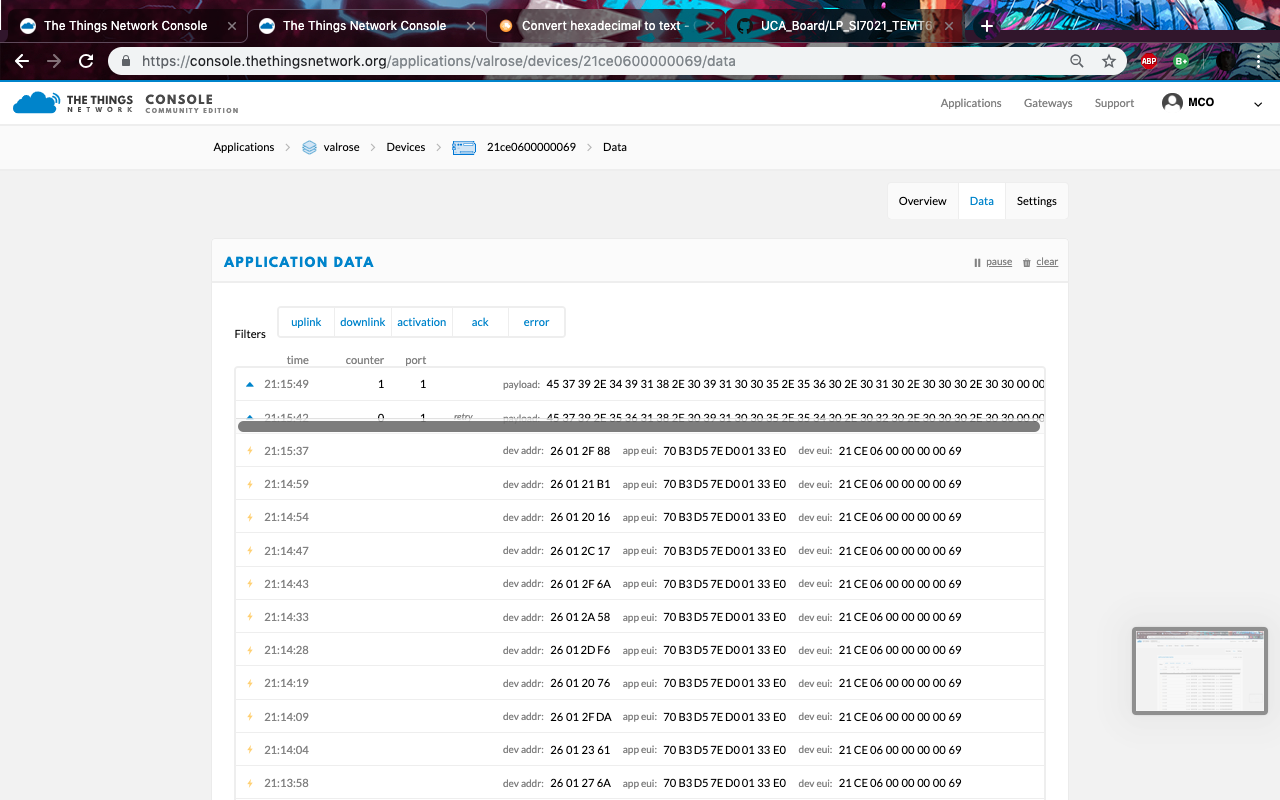 The Things Network Console
The Things Network Console
Convert hexadecimal to text -
UCA_Board/LP_SI7021_TEMT6
https://console.thethingsnetwork.org/applications/valrose/devices/21ce0600000069/data
ABP
B+
THE THINGS NETWORK
CONSOLE
COMMUNITY EDITION
Applications Gateways Support MCO
Applications valrose Devices 21ce0600000069 Data
Overview Data Settings
APPLICATION DATA
pause clear
Filters uplink downlink activation ack error
time counter port
21:15:49 1 1 payload: 45 37 39 2E 34 39 31 38 2E 30 39 31 30 30 35 2E 35 36 30 2E 30 31 30 2E 30 30 30 2E 30 30 00 00
21:15:42 0 1 retry payload: 45 37 39 2E 35 36 31 38 2E 30 39 31 30 30 35 2E 35 34 30 2E 30 32 30 2E 30 30 30 2E 30 30 00 00
21:15:37 dev addr: 26 01 2F 88 app eui: 70 B3 D5 7E D0 01 33 E0 dev eui: 21 CE 06 00 00 00 00 69
21:14:59 dev addr: 26 01 21 B1 app eui: 70 B3 D5 7E D0 01 33 E0 dev eui: 21 CE 06 00 00 00 00 69
21:14:54 dev addr: 26 01 20 16 app eui: 70 B3 D5 7E D0 01 33 E0 dev eui: 21 CE 06 00 00 00 00 69
21:14:47 dev addr: 26 01 2C 17 app eui: 70 B3 D5 7E D0 01 33 E0 dev eui: 21 CE 06 00 00 00 00 69
21:14:43 dev addr: 26 01 2F 6A app eui: 70 B3 D5 7E D0 01 33 E0 dev eui: 21 CE 06 00 00 00 00 69
21:14:33 dev addr: 26 01 2A 58 app eui: 70 B3 D5 7E D0 01 33 E0 dev eui: 21 CE 06 00 00 00 00 69
21:14:28 dev addr: 26 01 2D F6 app eui: 70 B3 D5 7E D0 01 33 E0 dev eui: 21 CE 06 00 00 00 00 69
21:14:19 dev addr: 26 01 20 76 app eui: 70 B3 D5 7E D0 01 33 E0 dev eui: 21 CE 06 00 00 00 00 69
21:14:09 dev addr: 26 01 2F DA app eui: 70 B3 D5 7E D0 01 33 E0 dev eui: 21 CE 06 00 00 00 00 69
21:14:04 dev addr: 26 01 23 61 app eui: 70 B3 D5 7E D0 01 33 E0 dev eui: 21 CE 06 00 00 00 00 69
21:13:58 dev addr: 26 01 27 6A app eui: 70 B3 D5 7E D0 01 33 E0 dev eui: 21 CE 06 00 00 00 00 69